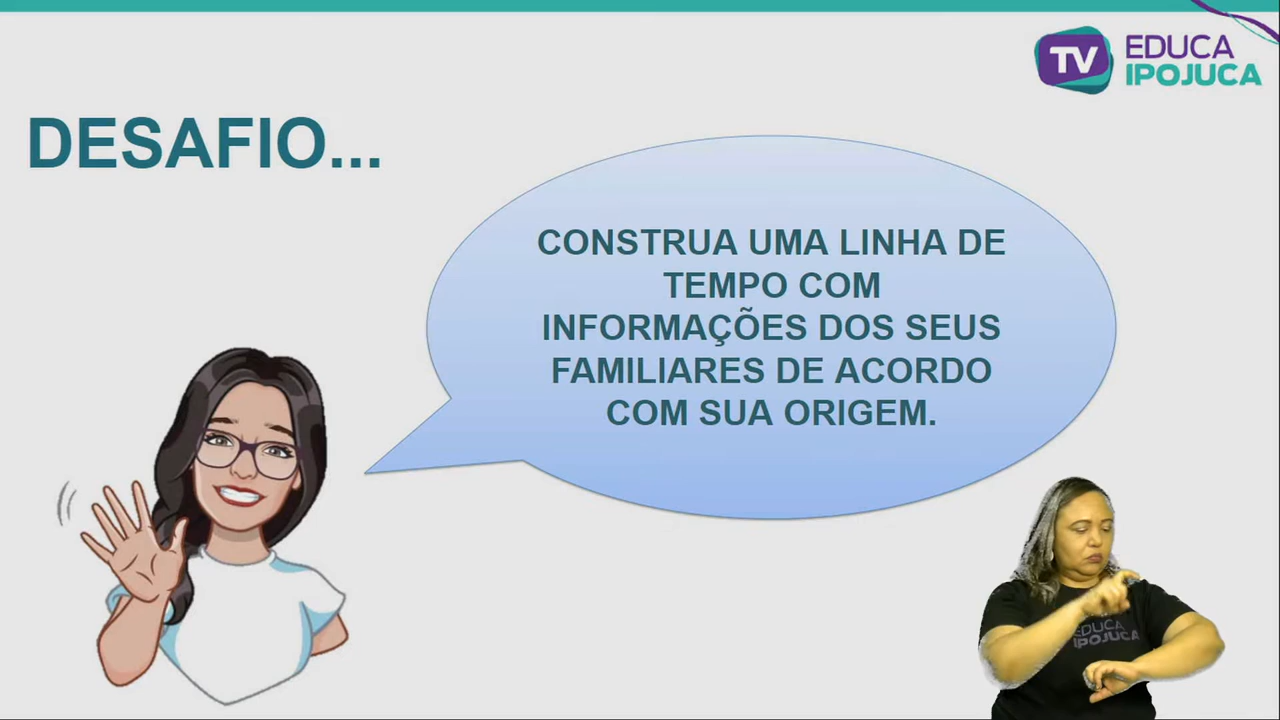 TV EDUCA
IPOJUCA
DESAFIO...
CONSTRUA UMA LINHA DE
TEMPO COM
INFORMAÇÕES DOS SEUS
FAMILIARES DE ACORDO
COM SUA ORIGEM.
EDUCA
IPOJUCA